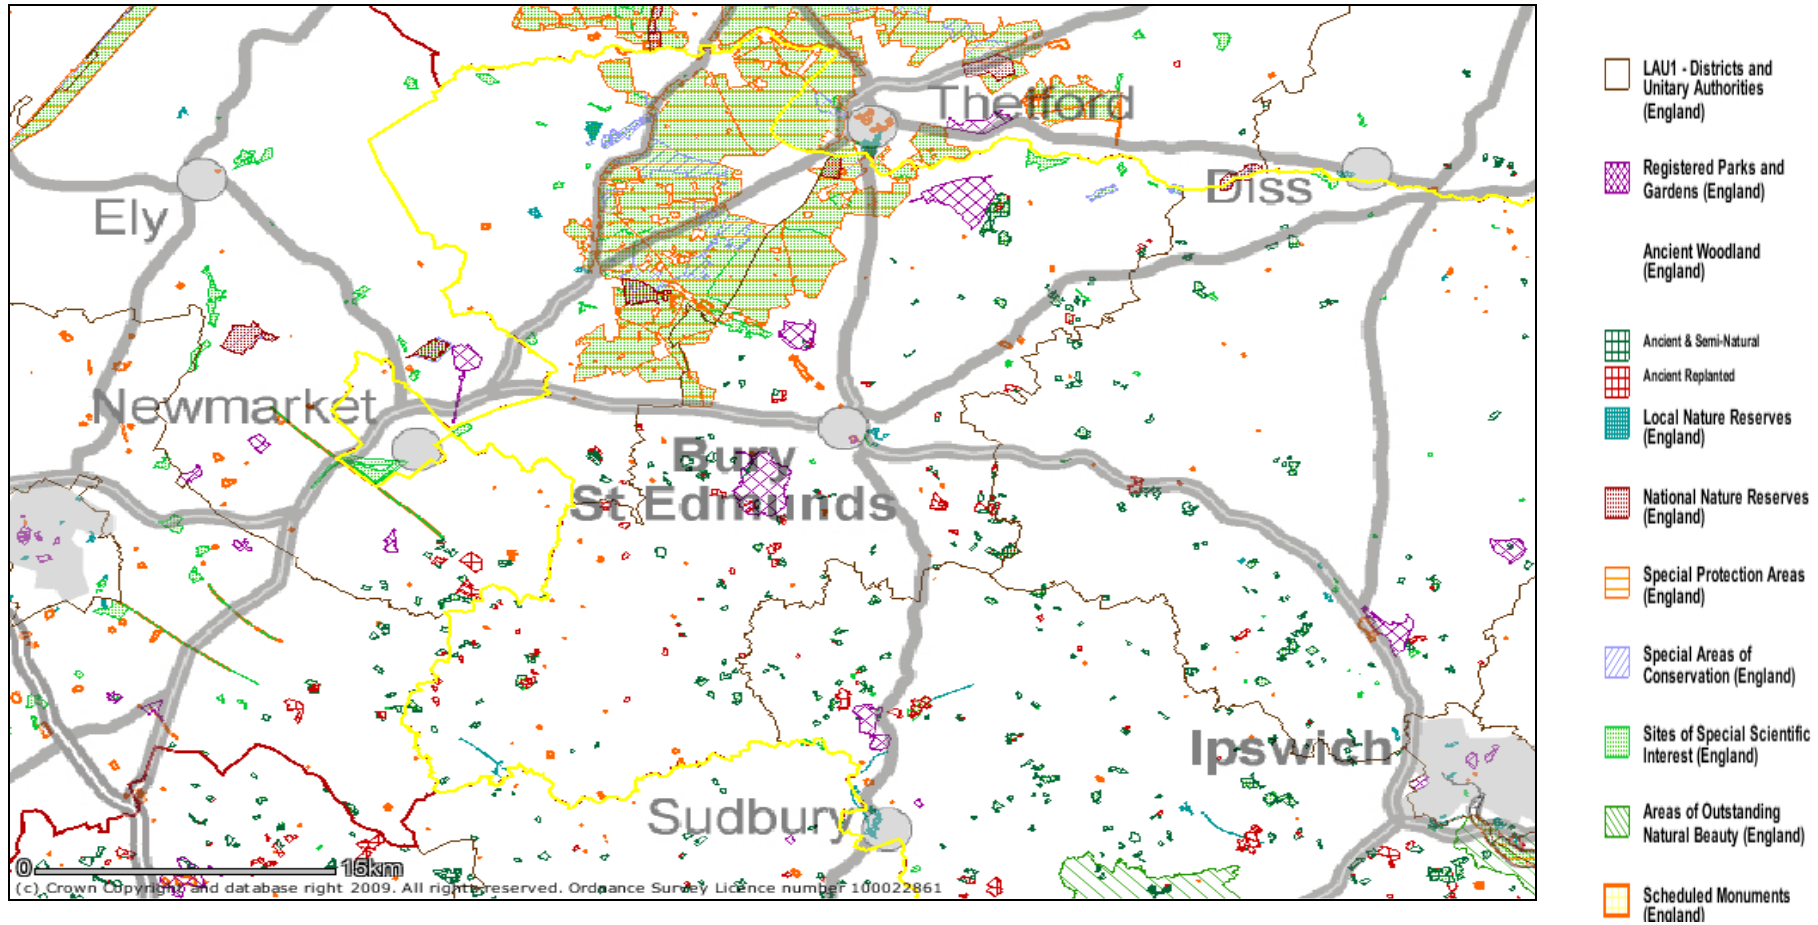 Thetford
Diss
Ely
Newmarket
Bury
St Edmunds
Ipswich
Sudbury
0 15km
(c) Crown Copyright and database right 2009. All rights reserved. Ordnance Survey Licence number 100022861
LAU1 - Districts and
Unitary Authorities
(England)
Registered Parks and
Gardens (England)
Ancient Woodland
(England)
Ancient & Semi-Natural
Ancient Replanted
Local Nature Reserves
(England)
National Nature Reserves
(England)
Special Protection Areas
(England)
Special Areas of
Conservation (England)
Sites of Special Scientific
Interest (England)
Areas of Outstanding
Natural Beauty (England)
Scheduled Monuments
(England)